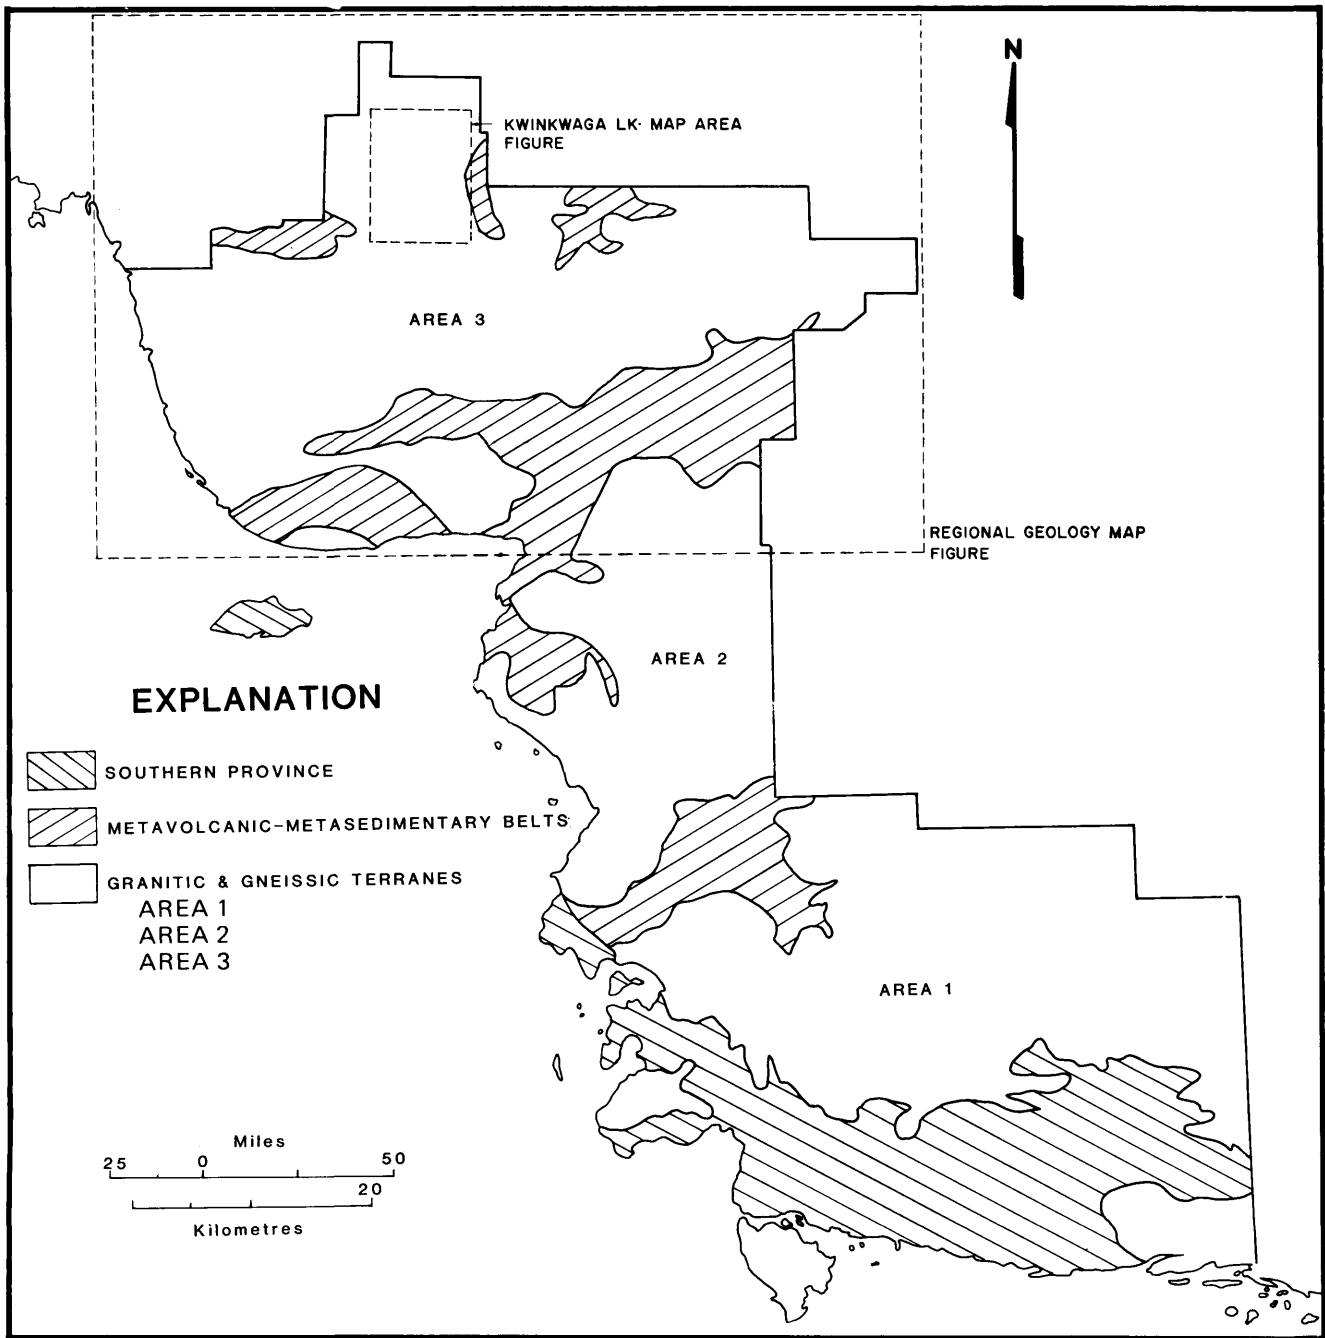 N
KWINKWAGA LK· MAP AREA
FIGURE
AREA 3
REGIONAL GEOLOGY MAP
FIGURE
AREA 2
EXPLANATION
SOUTHERN PROVINCE
METAVOLCANIC-METASEDIMENTARY BELTS
GRANITIC & GNEISSIC TERRANES
AREA 1
AREA 2
AREA 3
AREA 1
Miles
25 0 50
20
Kilometres